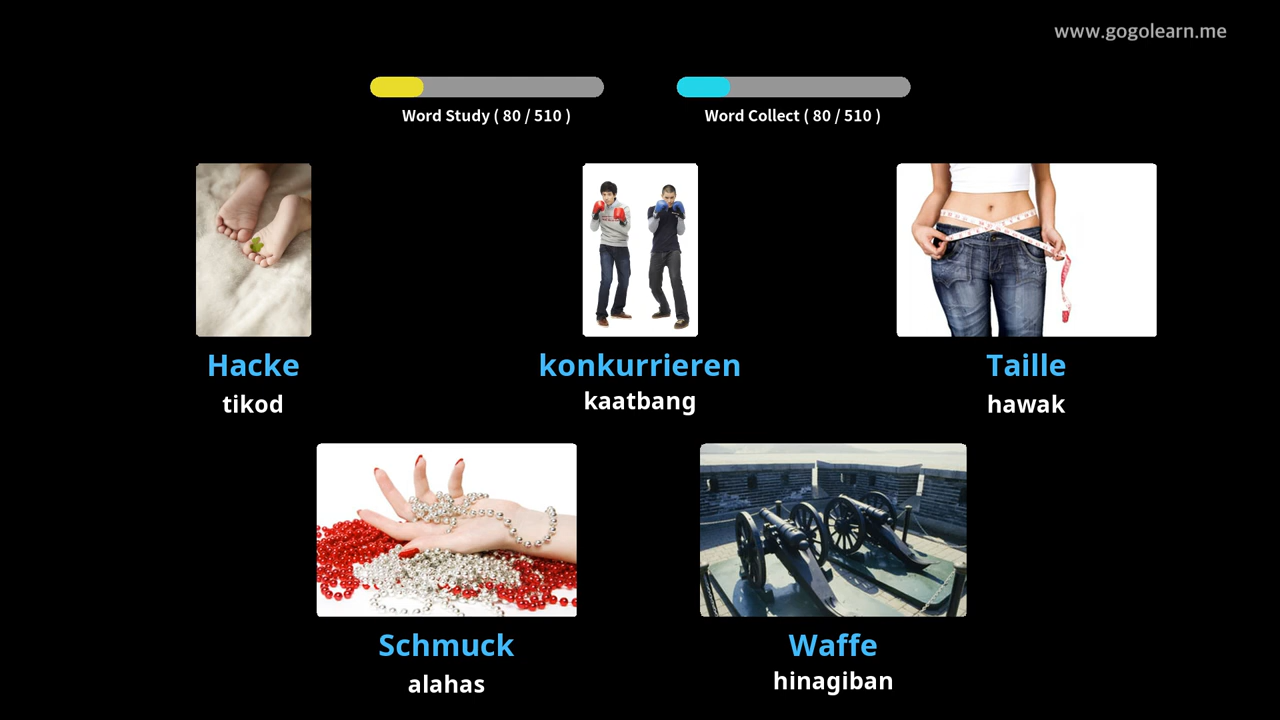 www.gogolearn.me
Word Study ( 80 / 510 )
Word Collect ( 80 / 510 )
Hacke
tikod
konkurrieren
kaatbang
Taille
hawak
Schmuck
alahas
Waffe
hinagiban